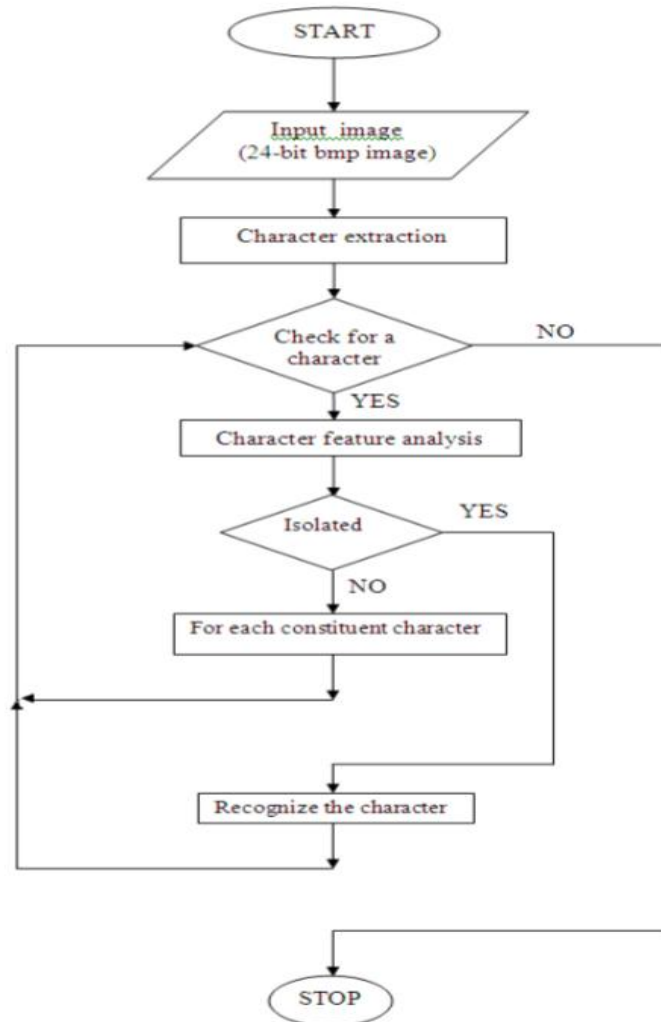 START
Input image
(24-bit bmp image)
Character extraction
Check for a
character
NO
YES
Character feature analysis
Isolated
YES
NO
For each constituent character
Recognize the character
STOP